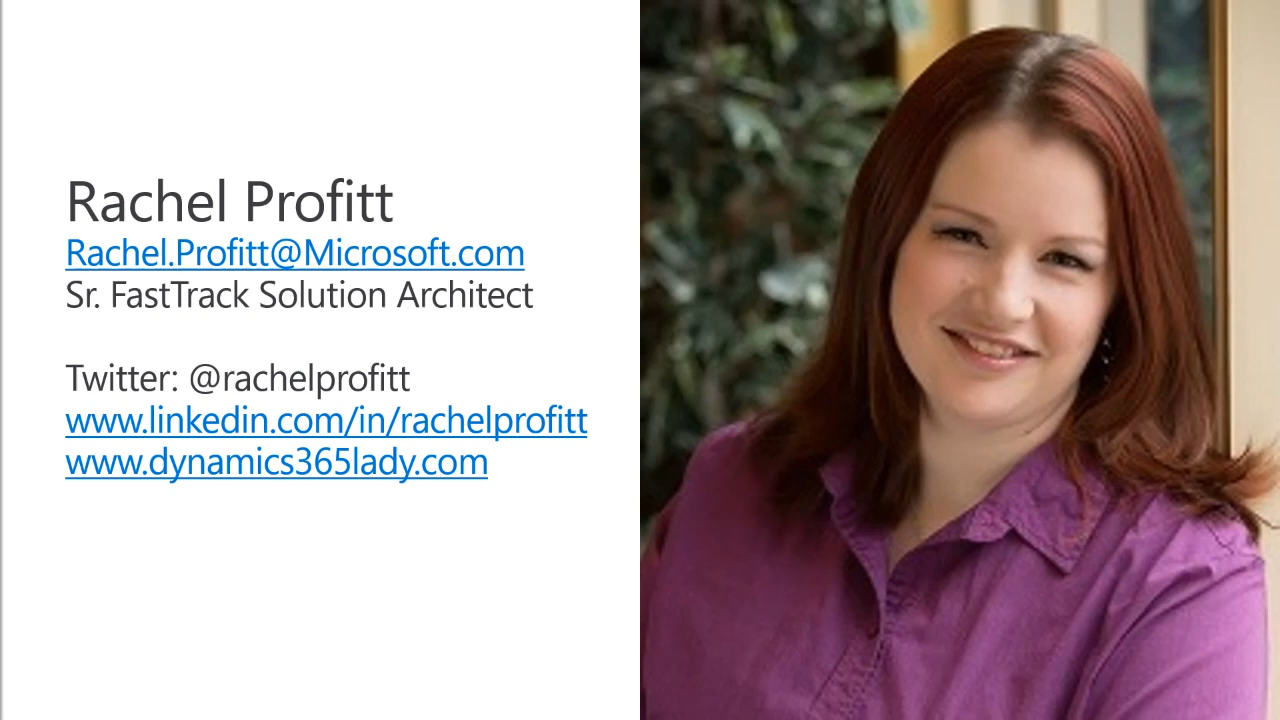 Rachel Profitt
Rachel.Profitt@Microsoft.com
Sr. FastTrack Solution Architect
Twitter: @rachelprofitt
www.linkedin.com/in/rachelprofitt
www.dynamics365lady.com